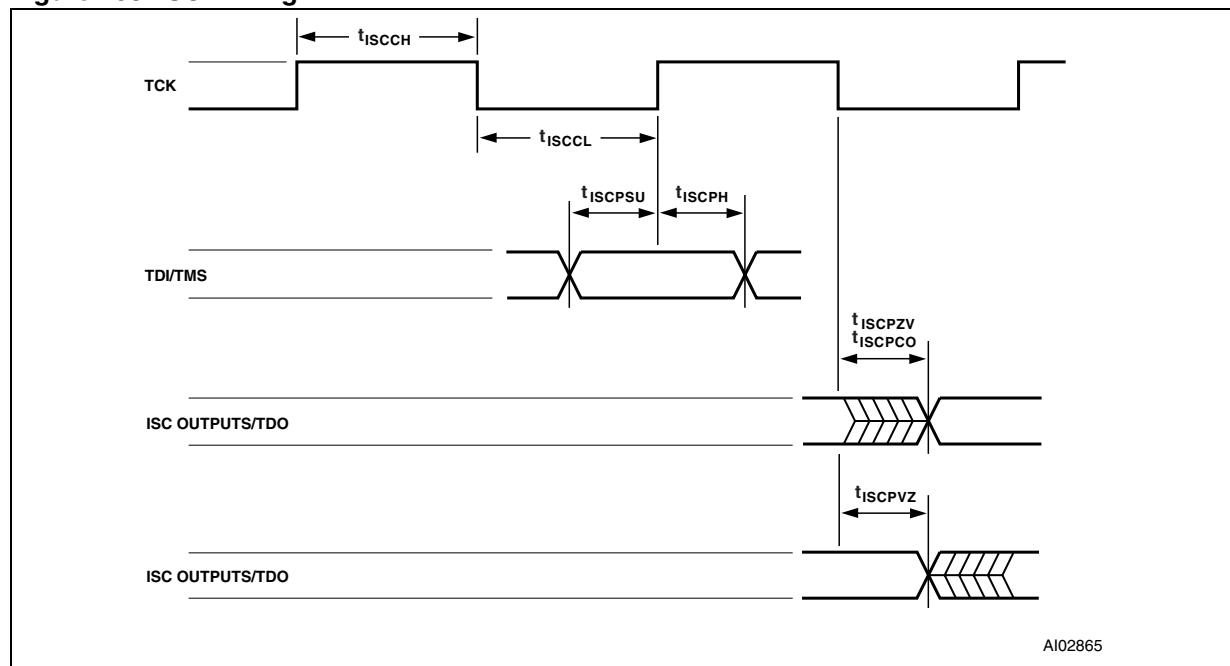 tISCCH
TCK
tISCCL
tISCPSU
tISCPH
TDI/TMS
tISCPZV
tISCPCO
ISC OUTPUTS/TDO
tISCPVZ
ISC OUTPUTS/TDO
AI02865